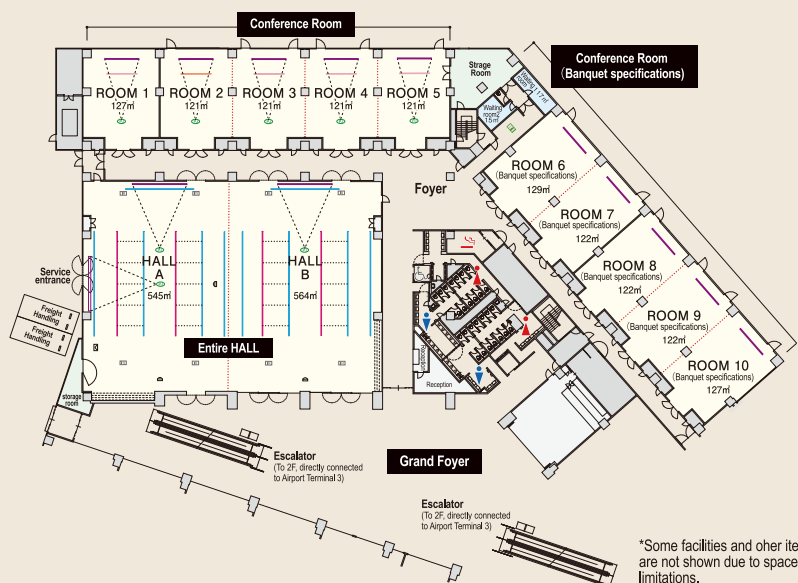 Conference Room
Conference Room
(Banquet specifications)
Strage
Room
Waiting
room1 17㎡
Waiting
room2
15㎡
ROOM 1
127㎡
ROOM 2
121㎡
ROOM 3
121㎡
ROOM 4
121㎡
ROOM 5
121㎡
ROOM 6
(Banquet specifications)
129㎡
ROOM 7
(Banquet specifications)
122㎡
ROOM 8
(Banquet specifications)
122㎡
ROOM 9
(Banquet specifications)
122㎡
ROOM 10
(Banquet specifications)
127㎡
Foyer
HALL
A
545㎡
HALL
B
564㎡
Entire HALL
Service
entrance
Freight
Handling
Freight
Handling
storage
room
Reception
Reception
Grand Foyer
Escalator
(To 2F, directly connected
to Airport Terminal 3)
Escalator
(To 2F, directly connected
to Airport Terminal 3)
*Some facilities and oher ite
are not shown due to space
limitations.